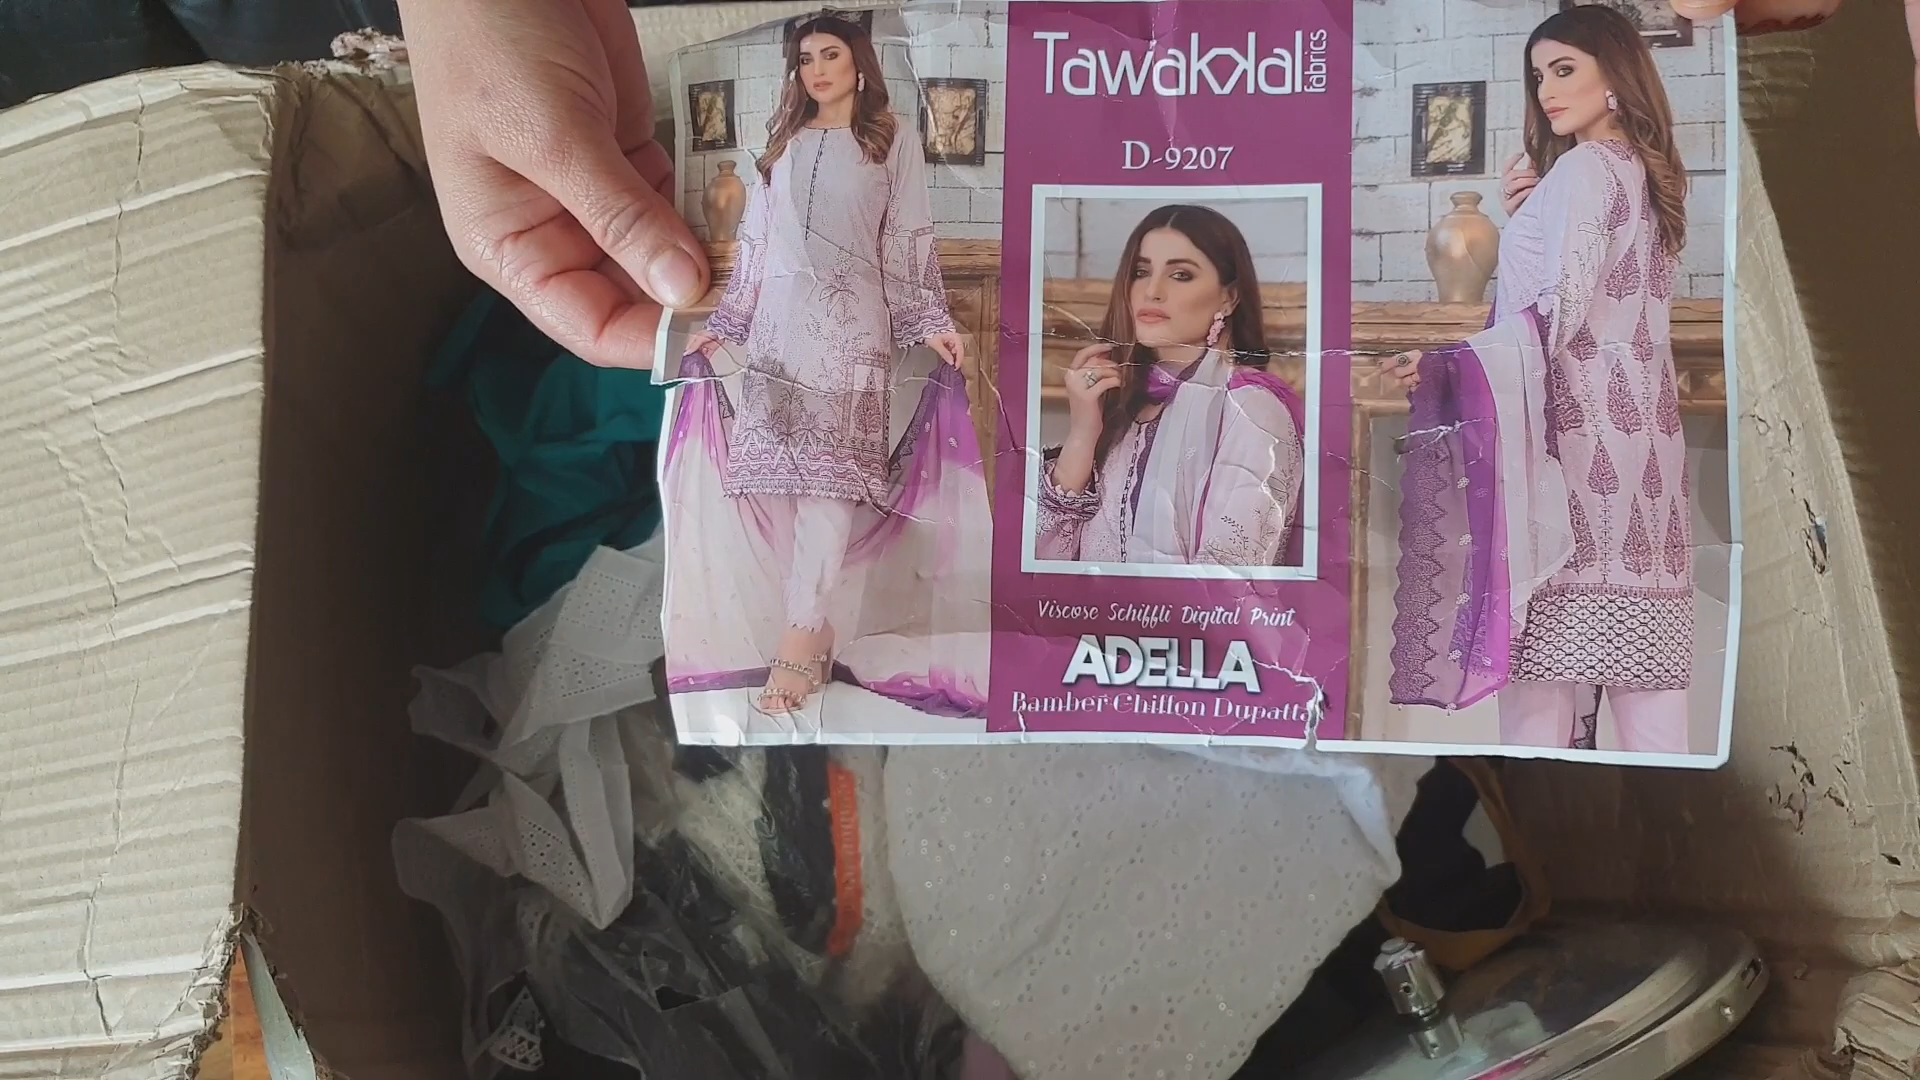 Tawakkal fabrics
D-9207
Viscose Schiffli Digital Print
ADELLA
Bamber Chiffon Dupatta